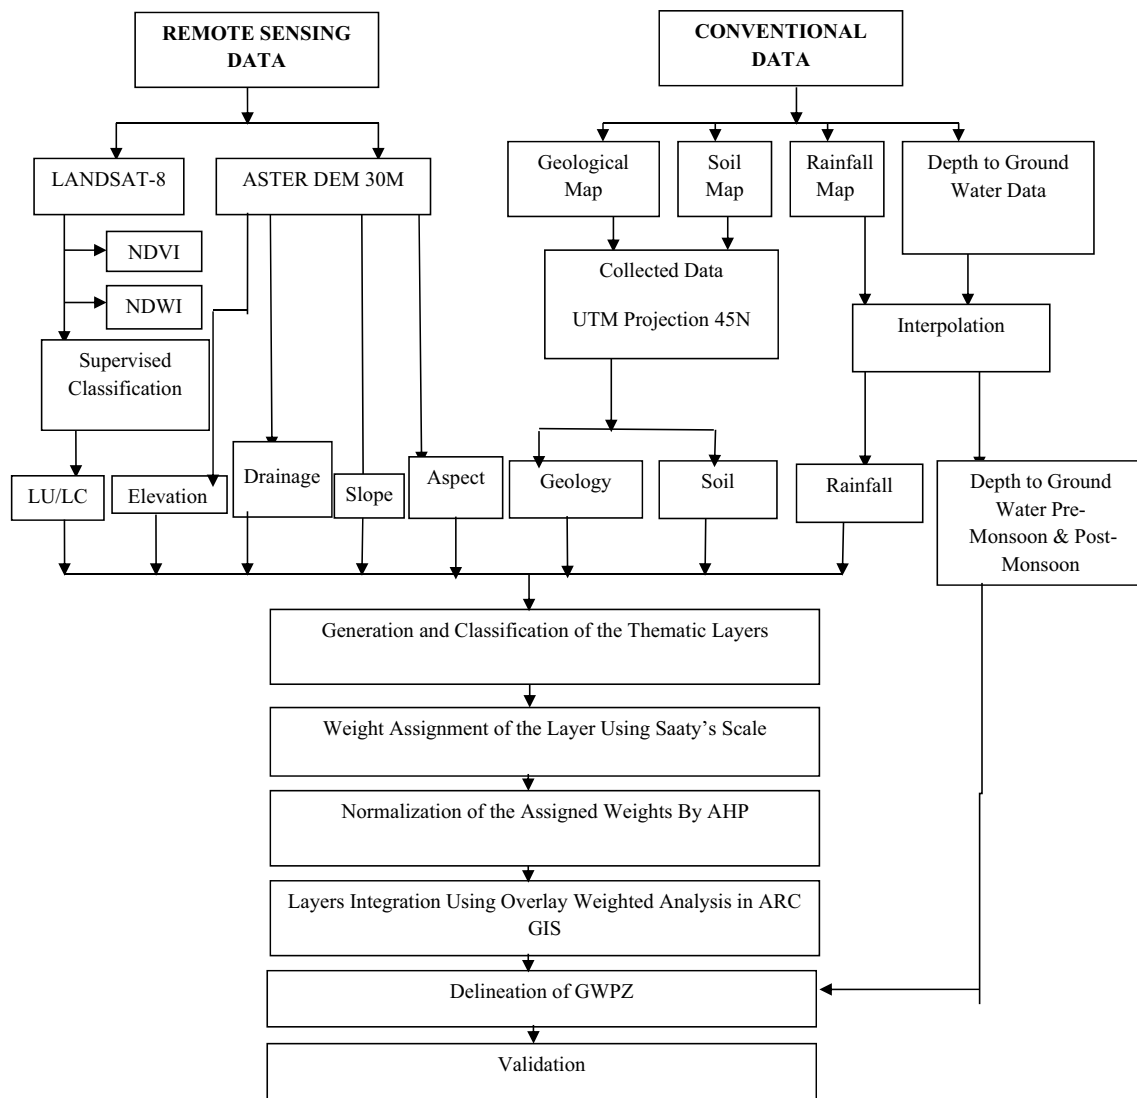 REMOTE SENSING
DATA
CONVENTIONAL
DATA
LANDSAT-8
ASTER DEM 30M
Geological
Map
Soil
Map
Rainfall
Map
Depth to Ground
Water Data
NDVI
NDWI
Collected Data
UTM Projection 45N
Interpolation
Supervised
Classification
LU/LC
Elevation
Drainage
Slope
Aspect
Geology
Soil
Rainfall
Depth to Ground
Water Pre-
Monsoon & Post-
Monsoon
Generation and Classification of the Thematic Layers
Weight Assignment of the Layer Using Saaty’s Scale
Normalization of the Assigned Weights By AHP
Layers Integration Using Overlay Weighted Analysis in ARC
GIS
Delineation of GWPZ
Validation